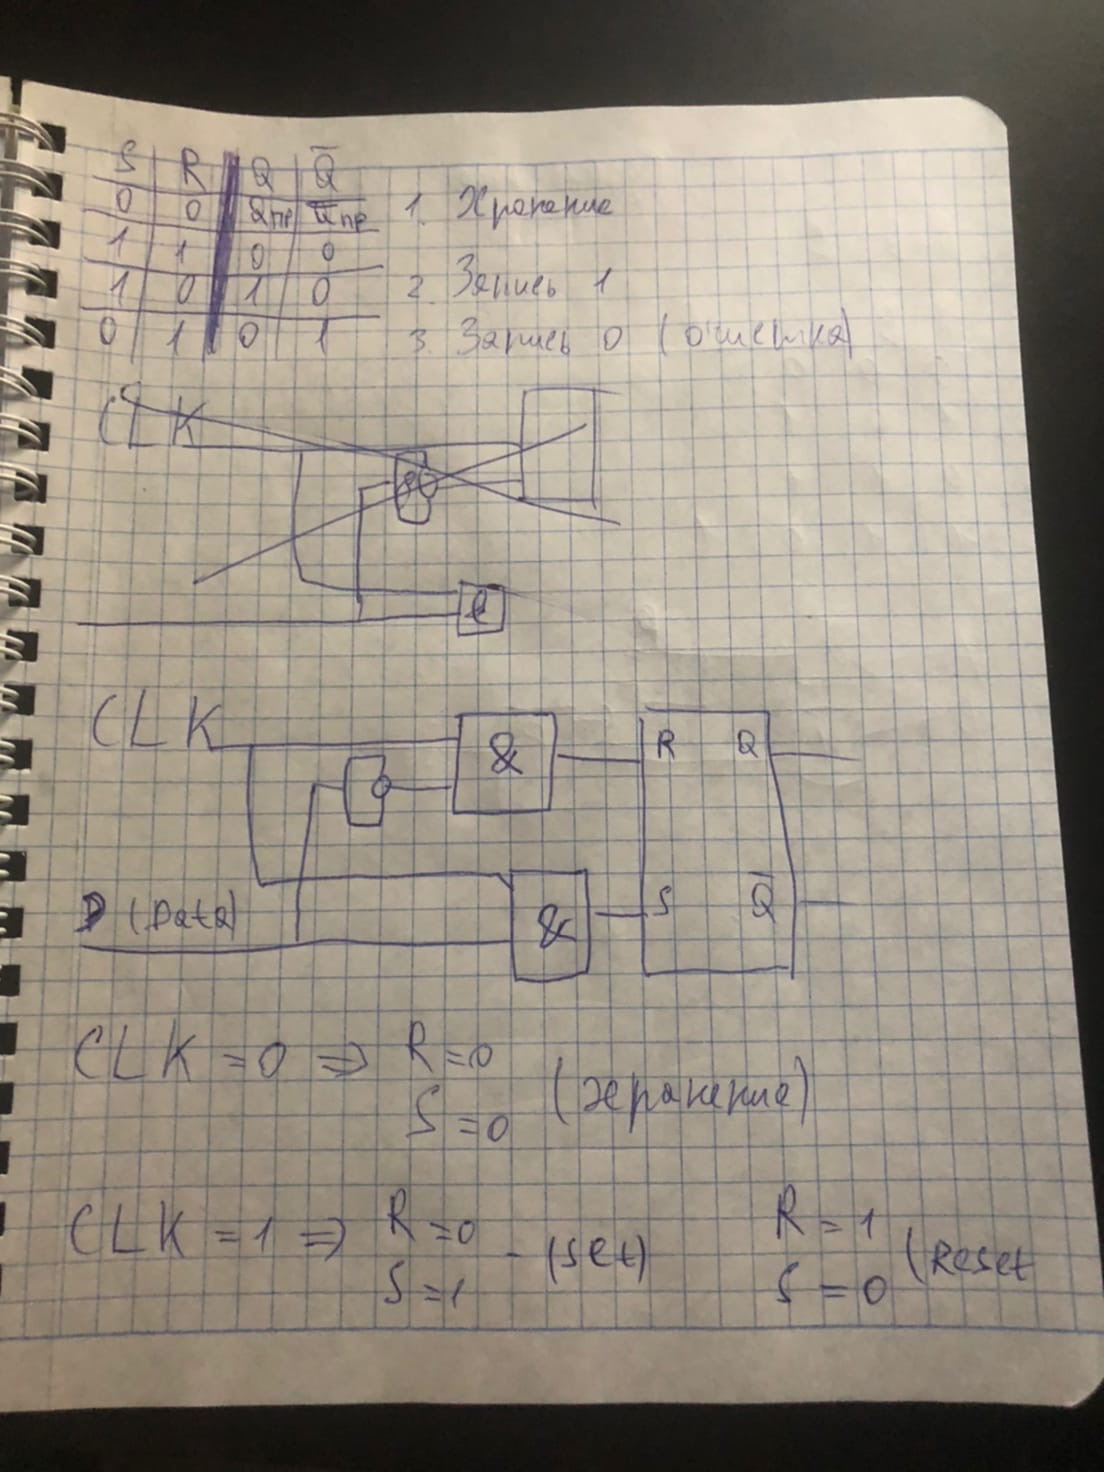 S R Q Q̅
0 0 Qпр Q̅пр 1. Хранение
1 1 0 0
1 0 1 0 2. Запись 1
0 1 0 1 3. Запись 0 (очистка)
CLK
CLK & R Q
D (Data) & S Q̅
CLK = 0 => R = 0
S = 0 (хранение)
CLK = 1 => R = 0 S = 1 - (set) R = 1 S = 0 (Reset